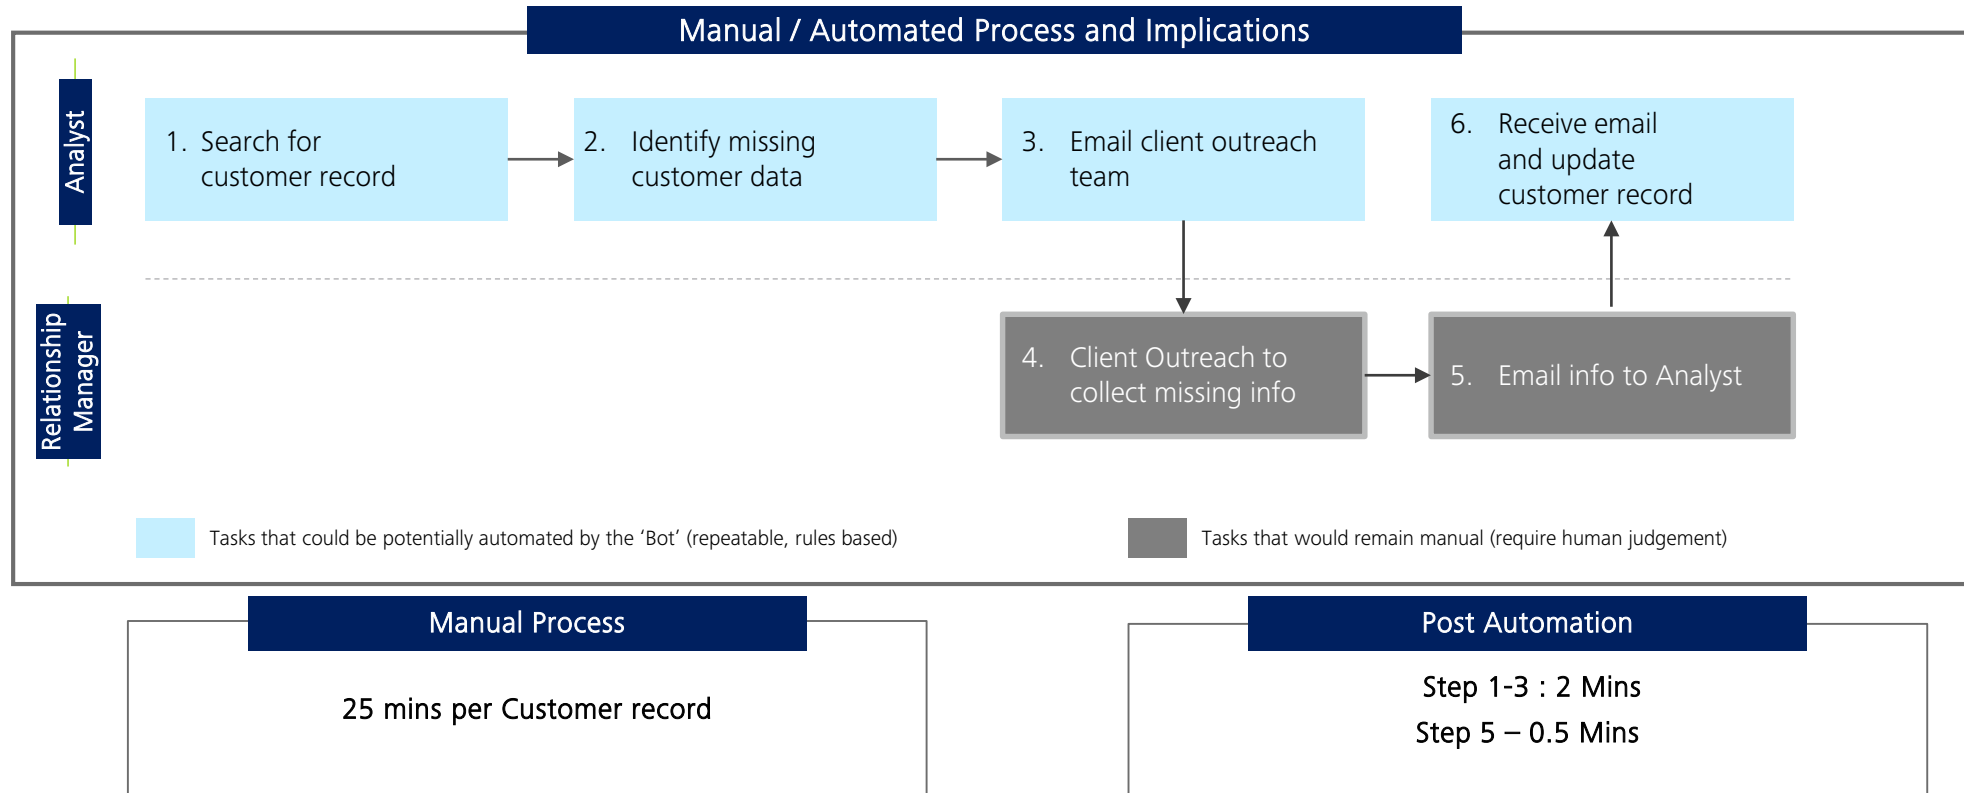 Manual / Automated Process and Implications
Analyst
1. Search for
customer record
2. Identify missing
customer data
3. Email client outreach
team
6. Receive email
and update
customer record
Relationship
Manager
4. Client Outreach to
collect missing info
5. Email info to Analyst
Tasks that could be potentially automated by the ‘Bot’ (repeatable, rules based)
Tasks that would remain manual (require human judgement)
Manual Process
25 mins per Customer record
Post Automation
Step 1-3 : 2 Mins
Step 5 – 0.5 Mins